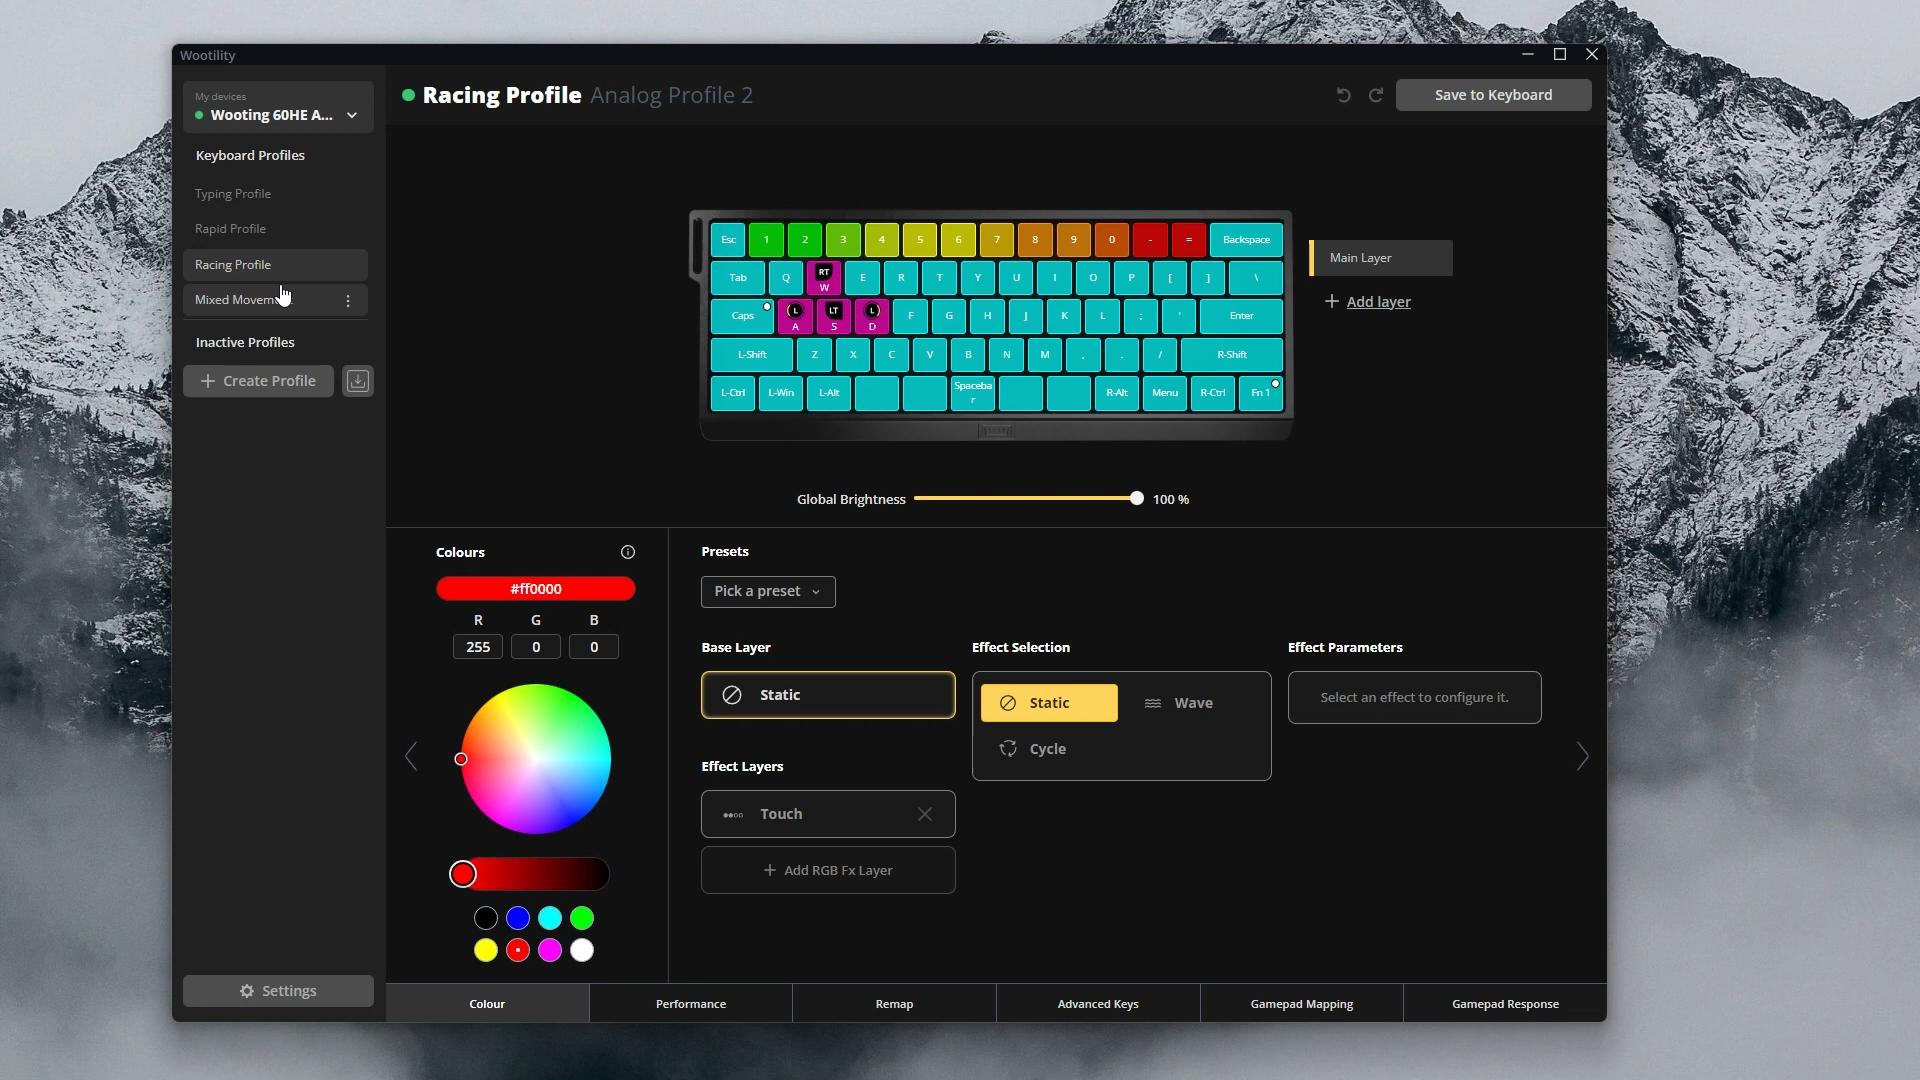 Wootility
My devices
Wooting 60HE A...
Keyboard Profiles
Typing Profile
Rapid Profile
Racing Profile
Mixed Movem
Inactive Profiles
Create Profile
Settings
Racing Profile Analog Profile 2
Save to Keyboard
Esc 1 2 3 4 5 6 7 8 9 0 - = Backspace
Tab Q RT W E R T Y U I O P [ ] \
Caps L A LT S L D F G H J K L ; ' Enter
L-Shift Z X C V B N M , . / R-Shift
L-Ctrl L-Win L-Alt Spaceba
r R-Alt Menu R-Ctrl Fn 1
Main Layer
Add layer
Global Brightness 100 %
Colours
#ff0000
R G B
255 0 0
Presets
Pick a preset
Base Layer
Static
Effect Layers
Touch
Add RGB Fx Layer
Effect Selection
Static Wave
Cycle
Effect Parameters
Select an effect to configure it.
Colour Performance Remap Advanced Keys Gamepad Mapping Gamepad Response